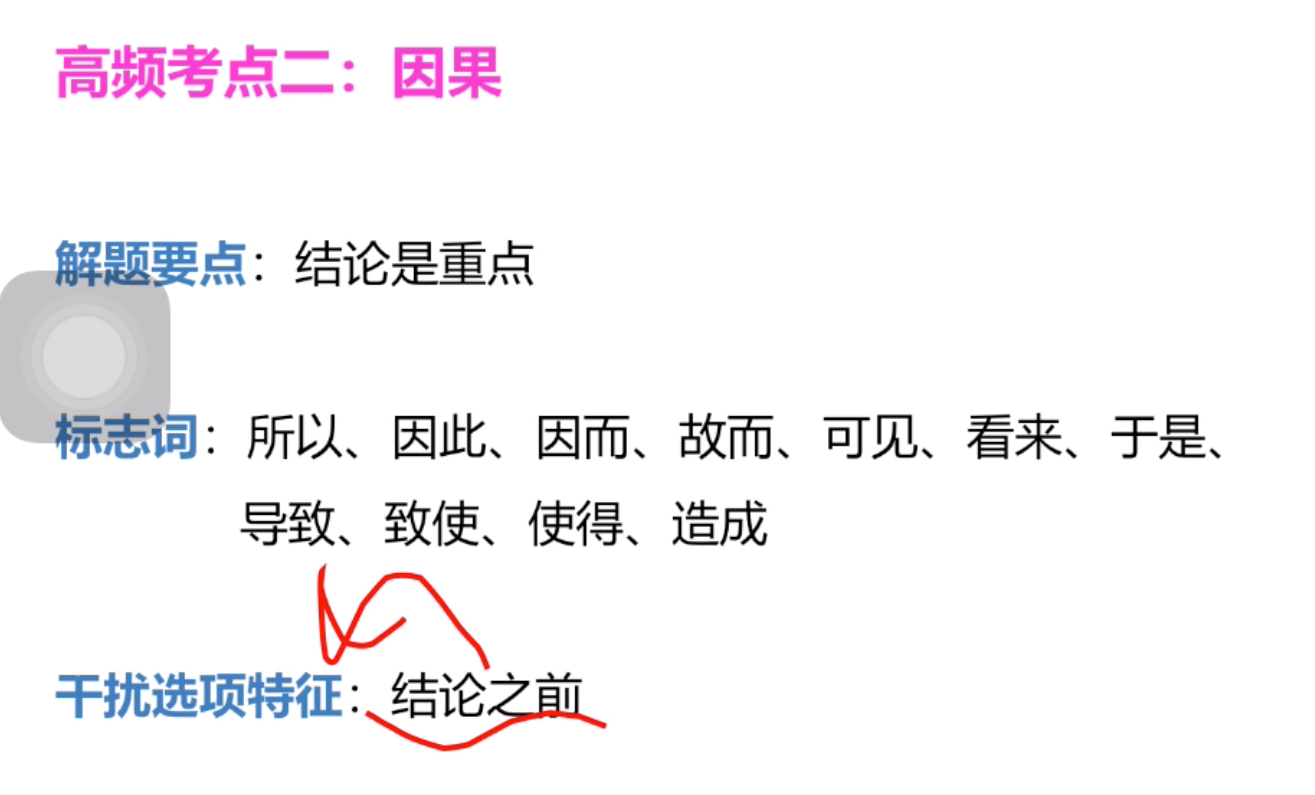 高频考点二：因果
解题要点：结论是重点
标志词：所以、因此、因而、故而、可见、看来、于是、
导致、致使、使得、造成
干扰选项特征：结论之前